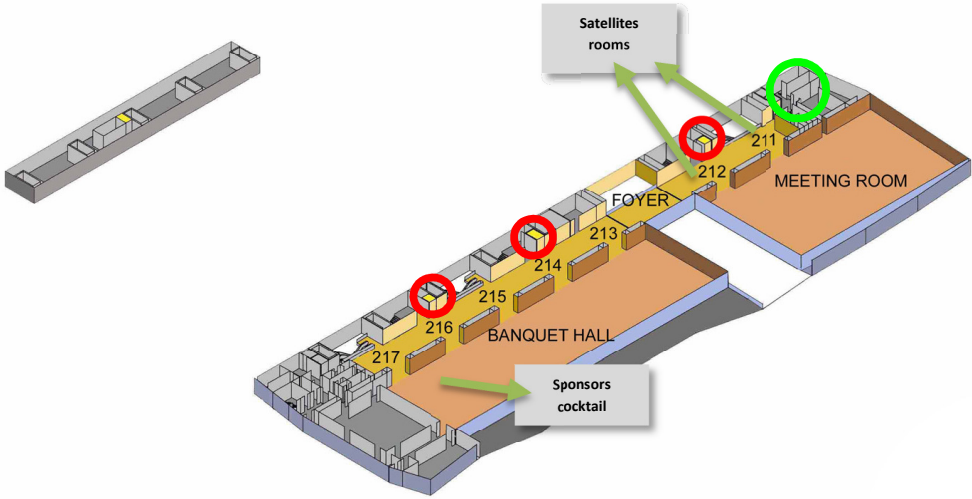 Satellites
rooms
211
212
MEETING ROOM
FOYER
213
214
215
216
BANQUET HALL
217
Sponsors
cocktail